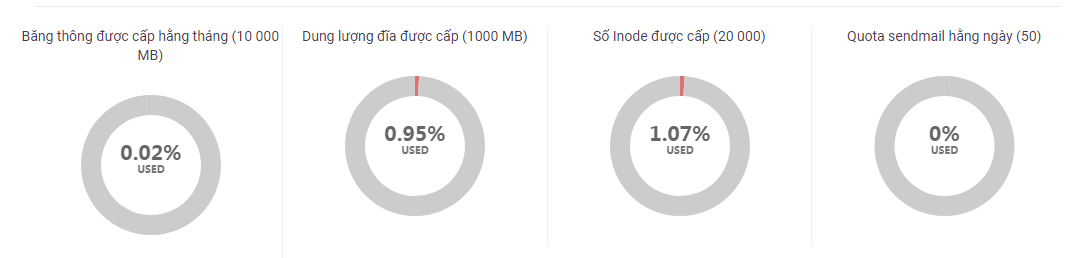 Băng thông được cấp hằng tháng (10 000
MB)
0.02%
USED
Dung lượng đĩa được cấp (1000 MB)
0.95%
USED
Số Inode được cấp (20 000)
1.07%
USED
Quota sendmail hằng ngày (50)
0%
USED